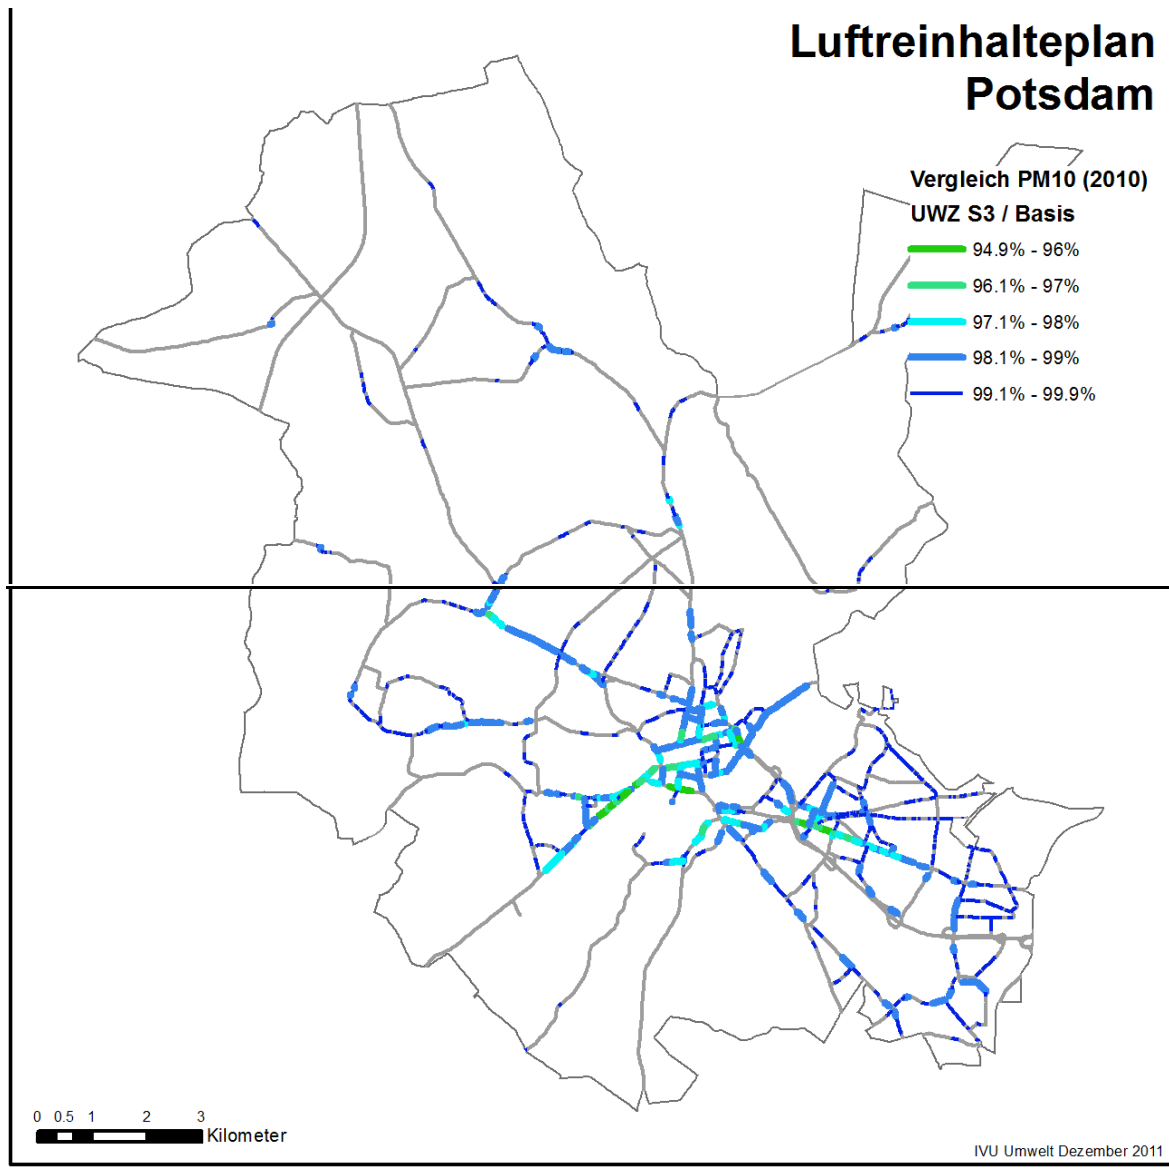 Luftreinhalteplan
Potsdam
Vergleich PM10 (2010)
UWZ S3 / Basis
94.9% - 96%
96.1% - 97%
97.1% - 98%
98.1% - 99%
99.1% - 99.9%
0 0.5 1 2 3
Kilometer
IVU Umwelt Dezember 2011